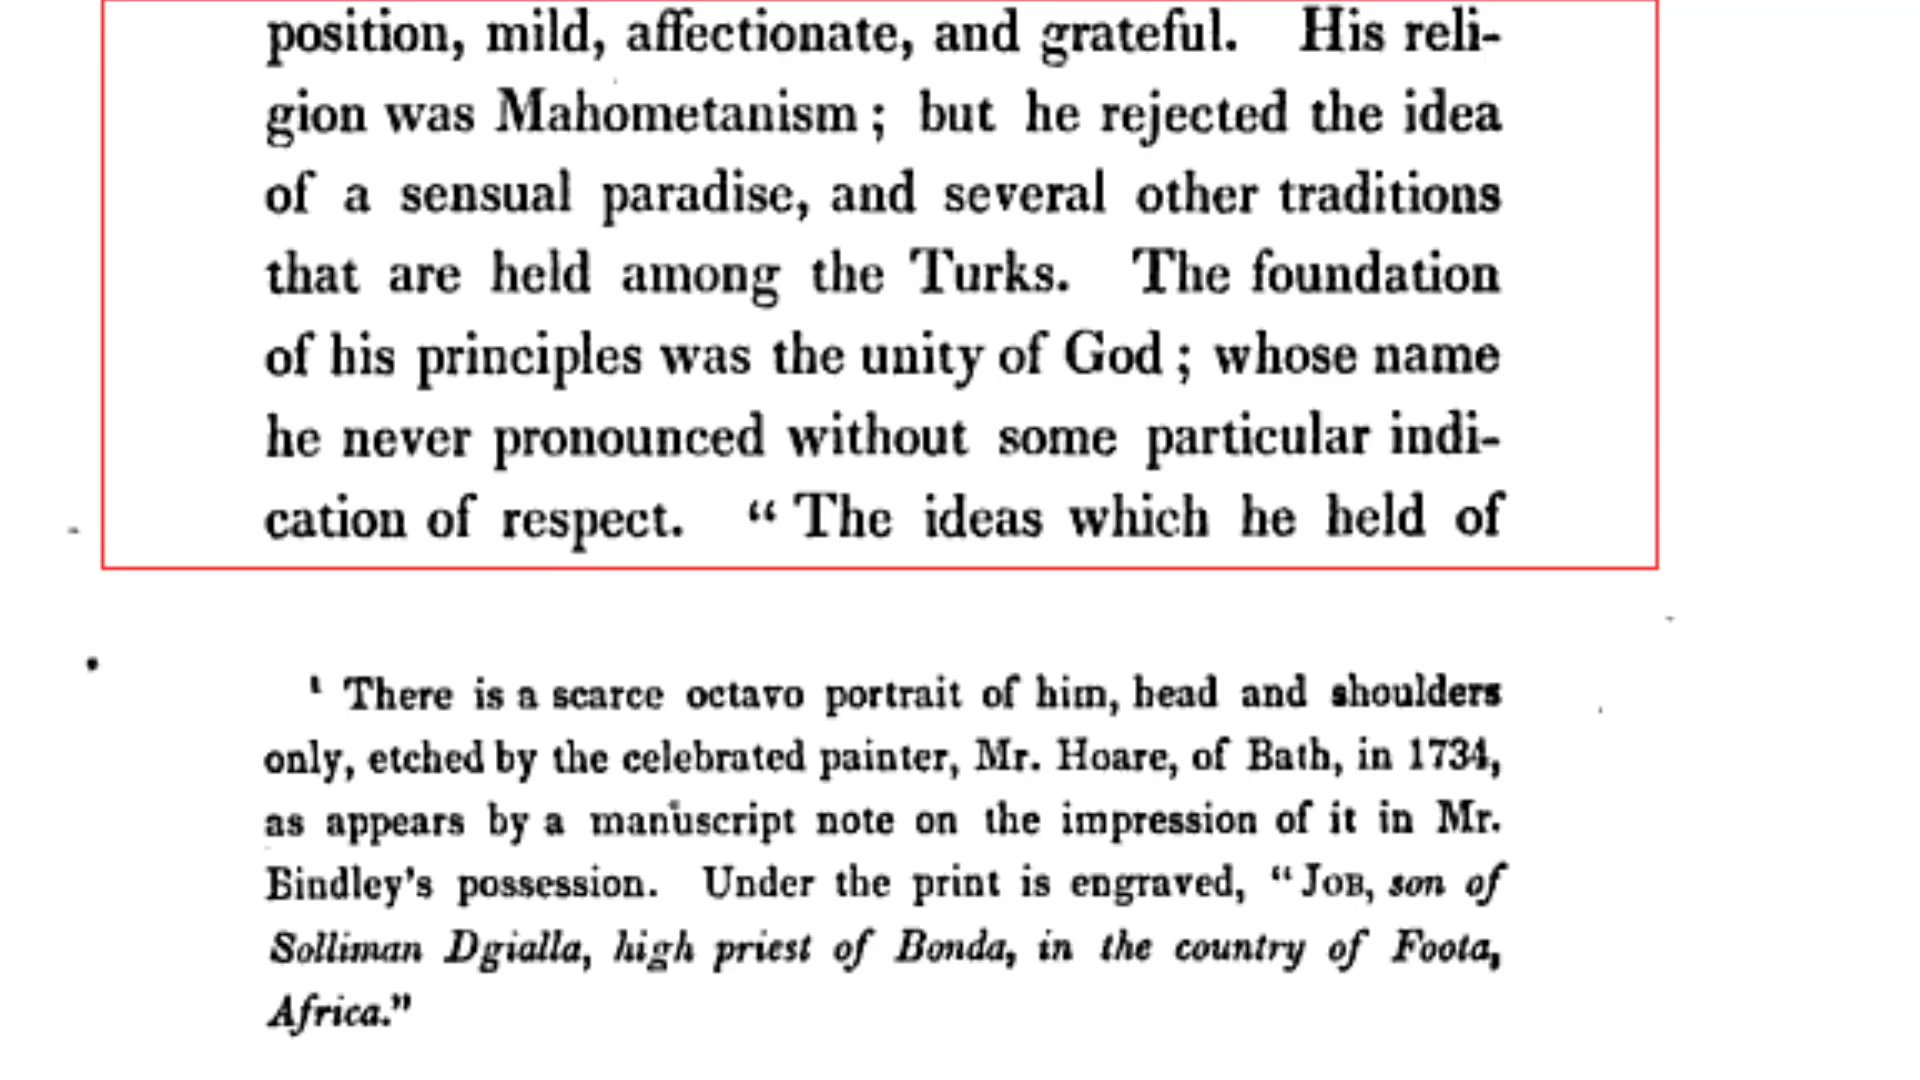 position, mild, affectionate, and grateful. His reli-
gion was Mahometanism; but he rejected the idea
of a sensual paradise, and several other traditions
that are held among the Turks. The foundation
of his principles was the unity of God; whose name
he never pronounced without some particular indi-
cation of respect. “The ideas which he held of
¹ There is a scarce octavo portrait of him, head and shoulders
only, etched by the celebrated painter, Mr. Hoare, of Bath, in 1734,
as appears by a manuscript note on the impression of it in Mr.
Bindley's possession. Under the print is engraved, “JOB, son of
Solliman Dgialla, high priest of Bonda, in the country of Foota,
Africa.”